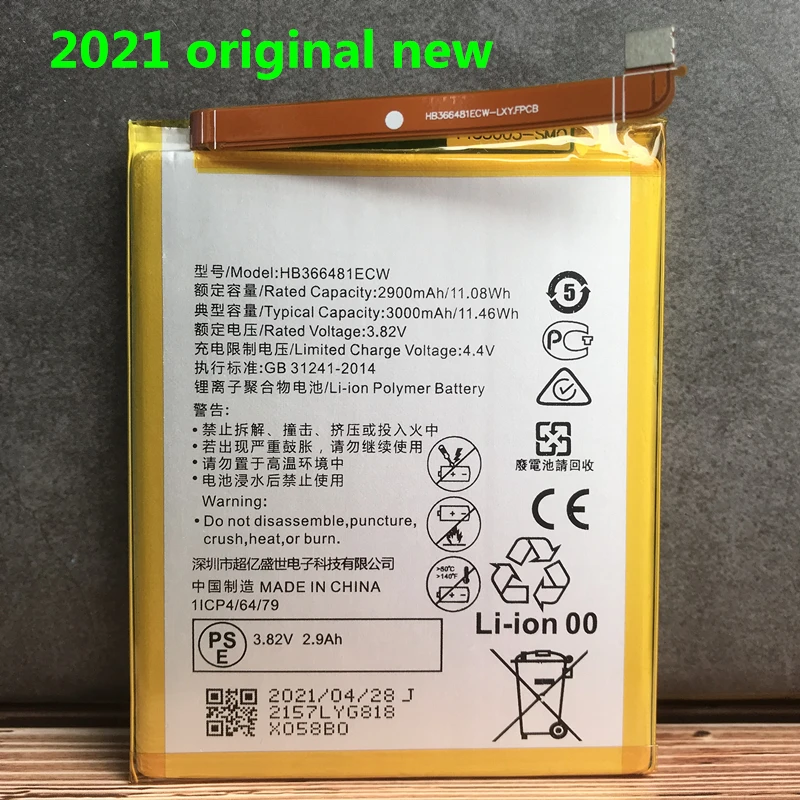 2021 original new
HB366481ECW-LXY.FPCB
型号/Model:HB366481ECW
额定容量/Rated Capacity:2900mAh/11.08Wh
典型容量/Typical Capacity:3000mAh/11.46Wh
额定电压/Rated Voltage:3.82V
充电限制电压/Limited Charge Voltage:4.4V
执行标准:GB 31241-2014
锂离子聚合物电池/Li-ion Polymer Battery
警告:
• 禁止拆解、撞击、挤压或投入火中
• 若出现严重鼓胀，请勿继续使用
• 请勿置于高温环境中
• 电池浸水后禁止使用
Warning:
• Do not disassemble,puncture,
crush,heat,or burn.
深圳市超亿盛世电子科技有限公司
中国制造 MADE IN CHINA
1ICP4/64/79
PS
E
3.82V 2.9Ah
2021/04/28 J
2157LYG818
X058B0
5
PCT
廢電池請回收
CE
>60℃
>140℉
Li-ion 00